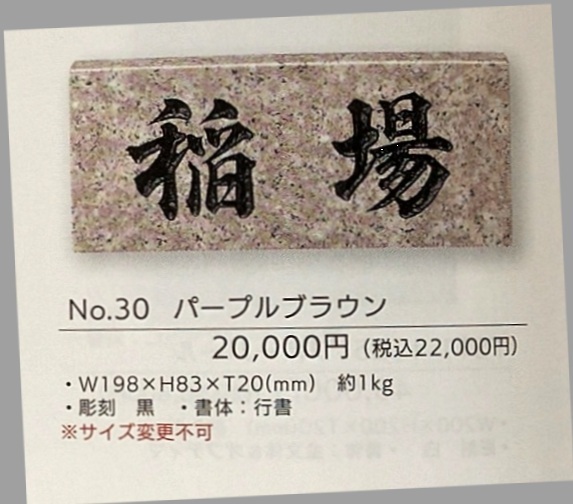 稲場
No.30 パープルブラウン
20,000円（税込22,000円）
・W198×H83×T20(mm) 約1kg
・彫刻 黒 ・書体：行書
※サイズ変更不可